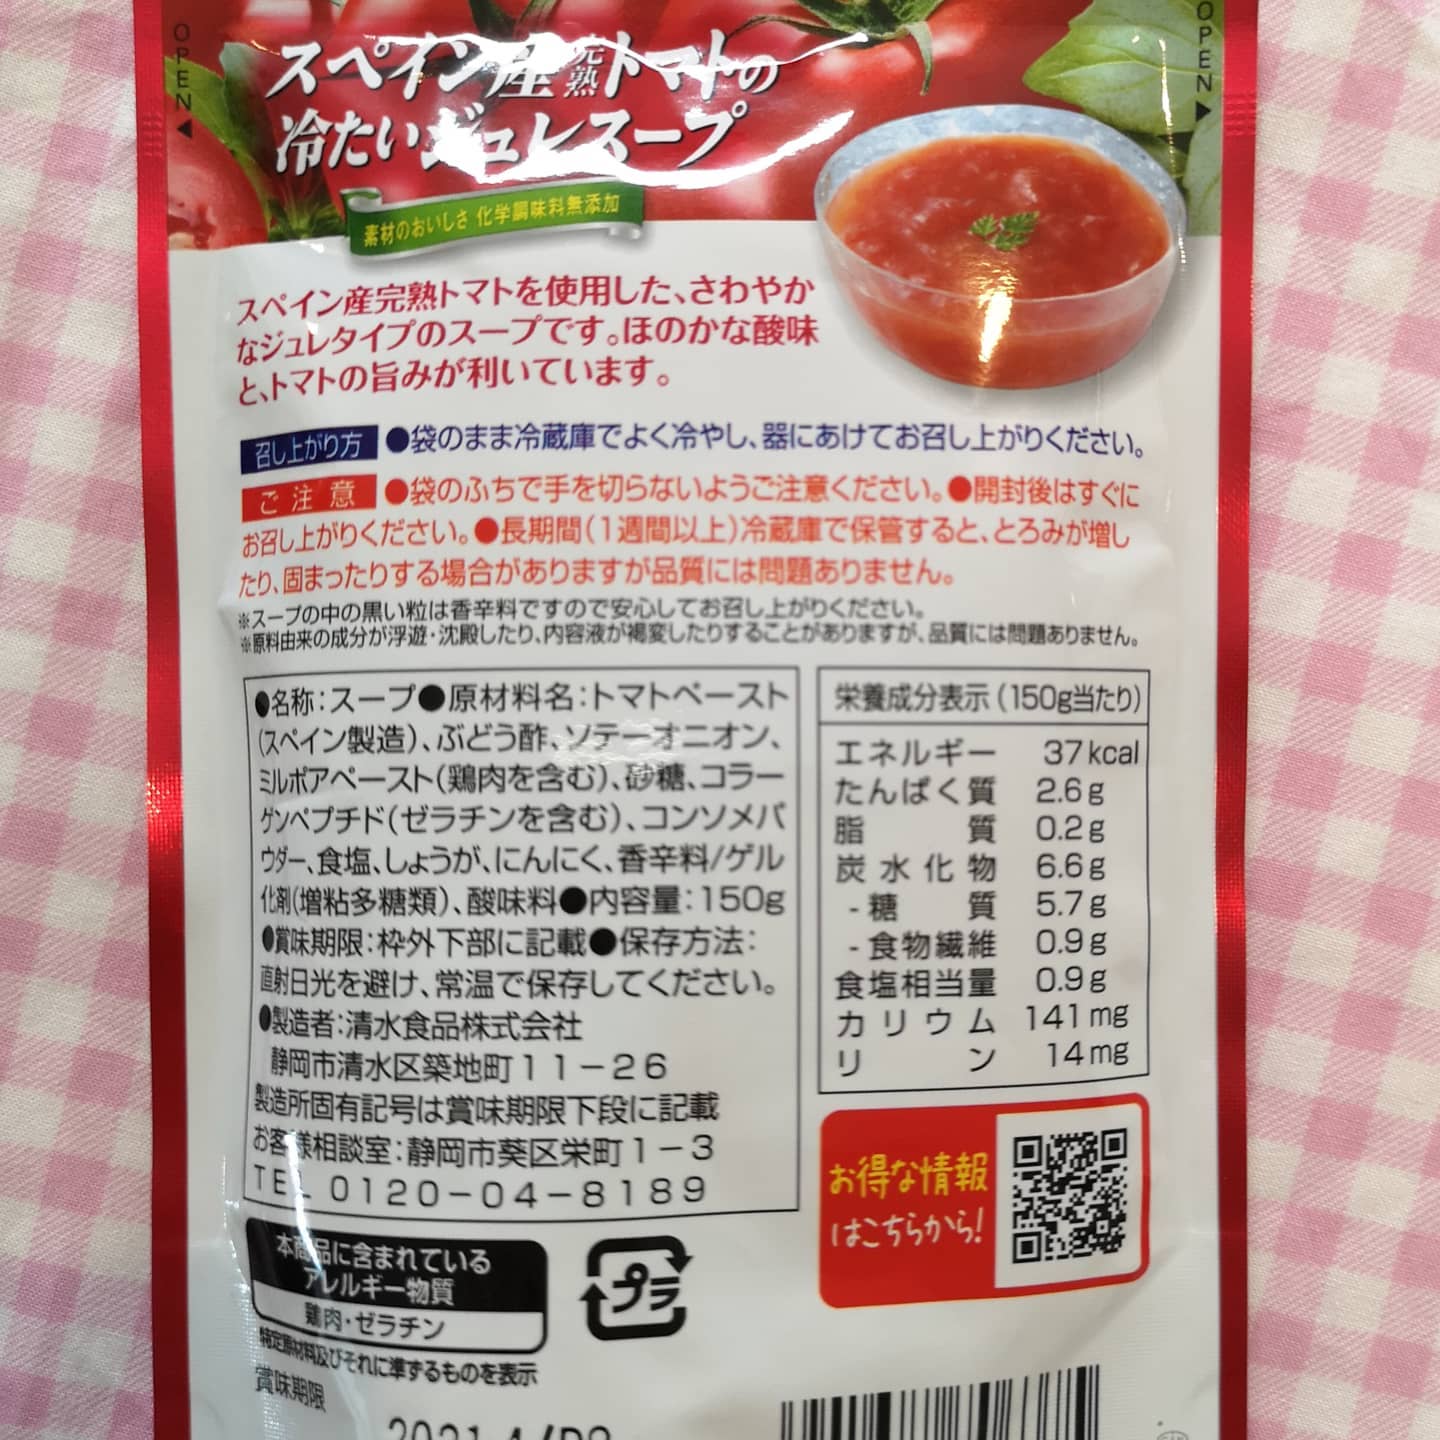 OPEN
OPEN
スペイン産完熟トマトの
冷たいジュレスープ
素材のおいしさ 化学調味料無添加
スペイン産完熟トマトを使用した、さわやか
なジュレタイプのスープです。ほのかな酸味
と、トマトの旨みが利いています。
召し上がり方 ●袋のまま冷蔵庫でよく冷やし、器にあけてお召し上がりください。
ご注意 ●袋のふちで手を切らないようご注意ください。●開封後はすぐに
お召し上がりください。●長期間(1週間以上)冷蔵庫で保管すると、とろみが増し
たり、固まったりする場合がありますが品質には問題ありません。
※スープの中の黒い粒は香辛料ですので安心してお召し上がりください。
※原料由来の成分が浮遊・沈殿したり、内容液が褐変したりすることがありますが、品質には問題ありません。
●名称:スープ●原材料名:トマトペースト
(スペイン製造)、ぶどう酢、ソテーオニオン、
ミルポアペースト(鶏肉を含む)、砂糖、コラー
ゲンペプチド(ゼラチンを含む)、コンソメパ
ウダー、食塩、しょうが、にんにく、香辛料/ゲル
化剤(増粘多糖類)、酸味料●内容量:150g
●賞味期限:枠外下部に記載●保存方法:
直射日光を避け、常温で保存してください。
●製造者:清水食品株式会社
静岡市清水区築地町11-26
製造所固有記号は賞味期限下段に記載
お客様相談室:静岡市葵区栄町1-3
TEL 0120-04-8189
栄養成分表示(150g当たり)
エネルギー 37kcal
たんぱく質 2.6g
脂質 0.2g
炭水化物 6.6g
-糖質 5.7g
-食物繊維 0.9g
食塩相当量 0.9g
カリウム 141mg
リン 14mg
お得な情報
はこちらから!
本商品に含まれている
アレルギー物質
鶏肉・ゼラチン
特定原材料及びそれに準ずるものを表示
プラ
賞味期限